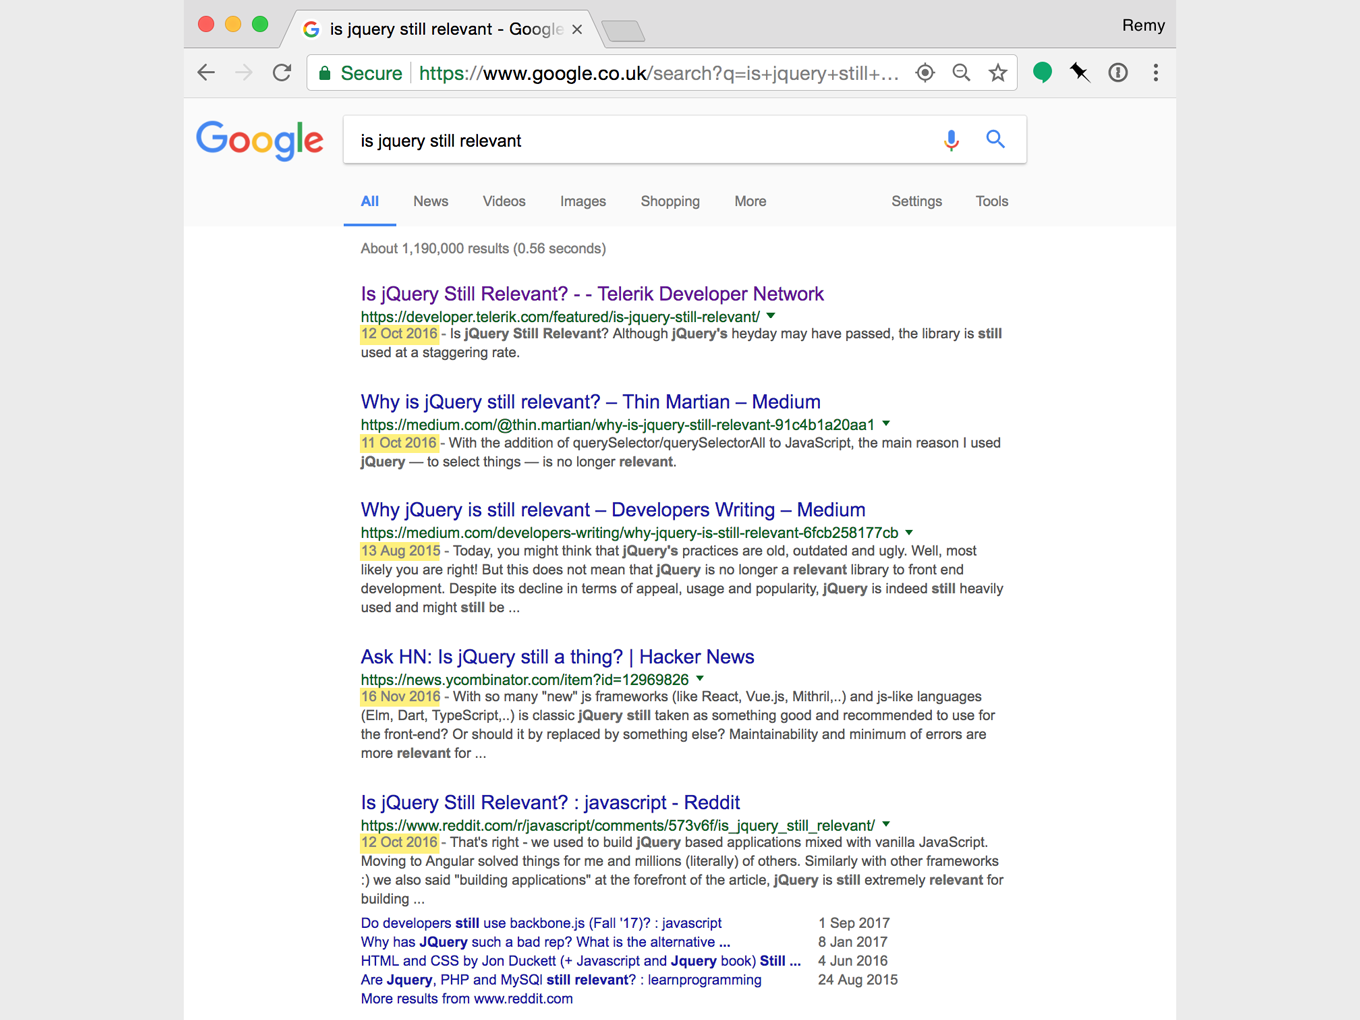 is jquery still relevant - Google
Remy
Secure
https://www.google.co.uk/search?q=is+jquery+still+...
Google
is jquery still relevant
All News Videos Images Shopping More Settings Tools
About 1,190,000 results (0.56 seconds)
Is jQuery Still Relevant? - - Telerik Developer Network
https://developer.telerik.com/featured/is-jquery-still-relevant/
12 Oct 2016 - Is jQuery Still Relevant? Although jQuery's heyday may have passed, the library is still
used at a staggering rate.
Why is jQuery still relevant? – Thin Martian – Medium
https://medium.com/@thin.martian/why-is-jquery-still-relevant-91c4b1a20aa1
11 Oct 2016 - With the addition of querySelector/querySelectorAll to JavaScript, the main reason I used
jQuery — to select things — is no longer relevant.
Why jQuery is still relevant – Developers Writing – Medium
https://medium.com/developers-writing/why-jquery-is-still-relevant-6fcb258177cb
13 Aug 2015 - Today, you might think that jQuery's practices are old, outdated and ugly. Well, most
likely you are right! But this does not mean that jQuery is no longer a relevant library to front end
development. Despite its decline in terms of appeal, usage and popularity, jQuery is indeed still heavily
used and might still be ...
Ask HN: Is jQuery still a thing? | Hacker News
https://news.ycombinator.com/item?id=12969826
16 Nov 2016 - With so many "new" js frameworks (like React, Vue.js, Mithril,..) and js-like languages
(Elm, Dart, TypeScript,..) is classic jQuery still taken as something good and recommended to use for
the front-end? Or should it by replaced by something else? Maintainability and minimum of errors are
more relevant for ...
Is jQuery Still Relevant? : javascript - Reddit
https://www.reddit.com/r/javascript/comments/573v6f/is_jquery_still_relevant/
12 Oct 2016 - That's right - we used to build jQuery based applications mixed with vanilla JavaScript.
Moving to Angular solved things for me and millions (literally) of others. Similarly with other frameworks
:) we also said "building applications" at the forefront of the article, jQuery is still extremely relevant for
building ...
Do developers still use backbone.js (Fall '17)? : javascript 1 Sep 2017
Why has JQuery such a bad rep? What is the alternative ... 8 Jan 2017
HTML and CSS by Jon Duckett (+ Javascript and Jquery book) Still ... 4 Jun 2016
Are Jquery, PHP and MySQl still relevant? : learnprogramming 24 Aug 2015
More results from www.reddit.com